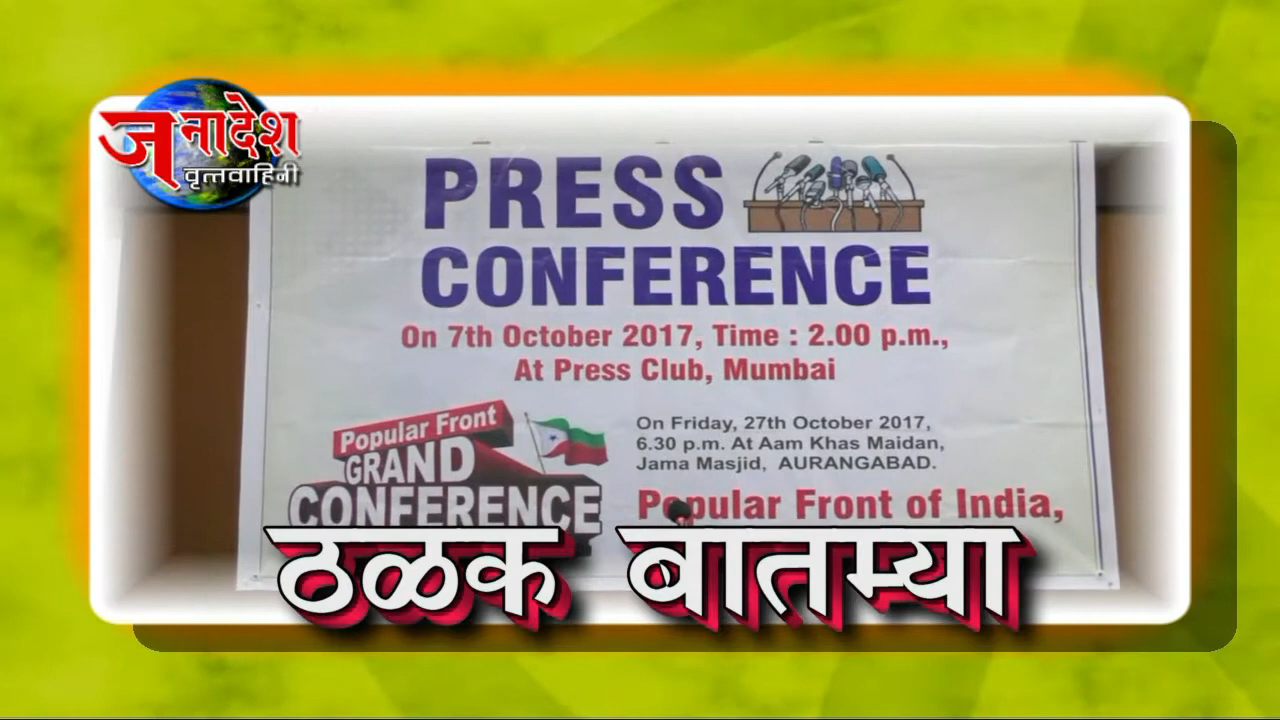 जनादेश
वृत्तवाहिनी
PRESS
CONFERENCE
On 7th October 2017, Time : 2.00 p.m.,
At Press Club, Mumbai
Popular Front
GRAND
CONFERENCE
On Friday, 27th October 2017,
6.30 p.m. At Aam Khas Maidan,
Jama Masjid, AURANGABAD.
Popular Front of India,
ठळक बातम्या